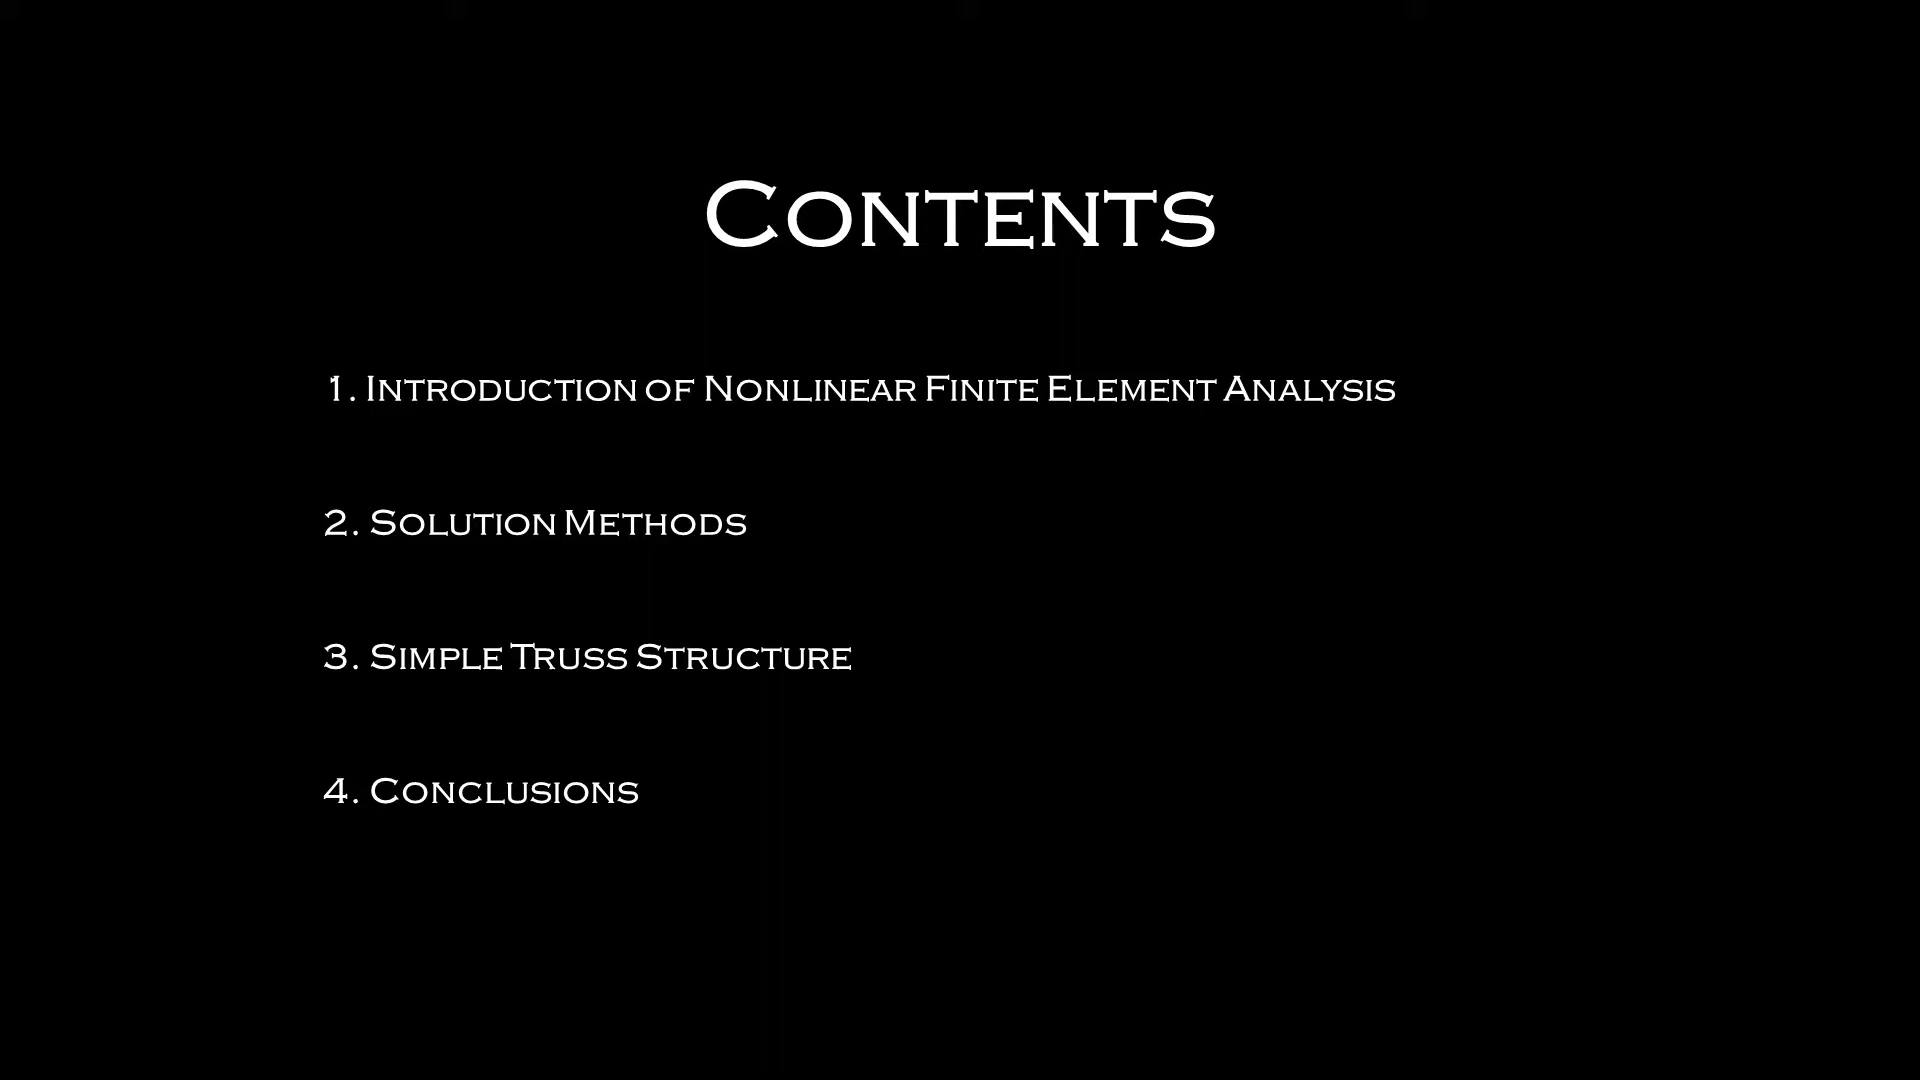 Contents
1. Introduction of Nonlinear Finite Element Analysis
2. Solution Methods
3. Simple Truss Structure
4. Conclusions